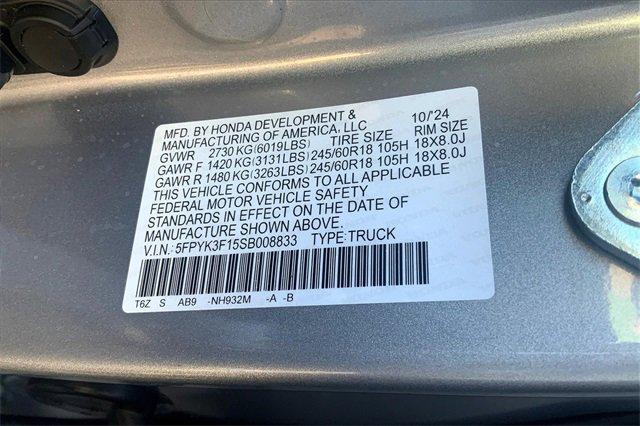 MFD. BY HONDA DEVELOPMENT & 10/'24
MANUFACTURING OF AMERICA, LLC
GVWR 2730 KG(6019LBS) TIRE SIZE RIM SIZE
GAWR F 1420 KG(3131LBS) 245/60R18 105H 18X8.0J
GAWR R 1480 KG(3263LBS) 245/60R18 105H 18X8.0J
THIS VEHICLE CONFORMS TO ALL APPLICABLE
FEDERAL MOTOR VEHICLE SAFETY
STANDARDS IN EFFECT ON THE DATE OF
MANUFACTURE SHOWN ABOVE.
V.I.N.: 5FPYK3F15SB008833 TYPE:TRUCK
T6Z S AB9 -NH932M -A -B